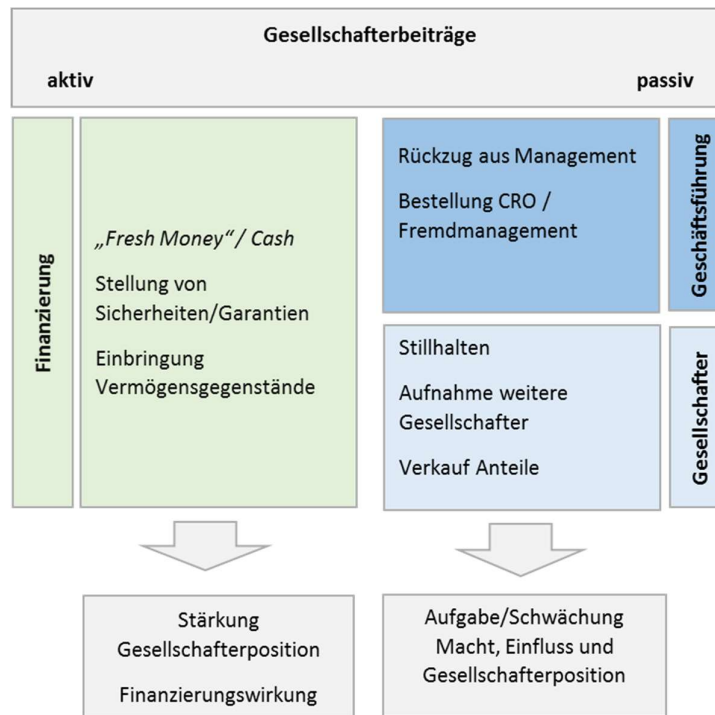 Gesellschafterbeiträge
aktiv
passiv
Finanzierung
„Fresh Money“/ Cash
Stellung von
Sicherheiten/Garantien
Einbringung
Vermögensgegenstände
Rückzug aus Management
Bestellung CRO /
Fremdmanagement
Geschäftsführung
Stillhalten
Aufnahme weitere
Gesellschafter
Verkauf Anteile
Gesellschafter
Stärkung
Gesellschafterposition
Finanzierungswirkung
Aufgabe/Schwächung
Macht, Einfluss und
Gesellschafterposition